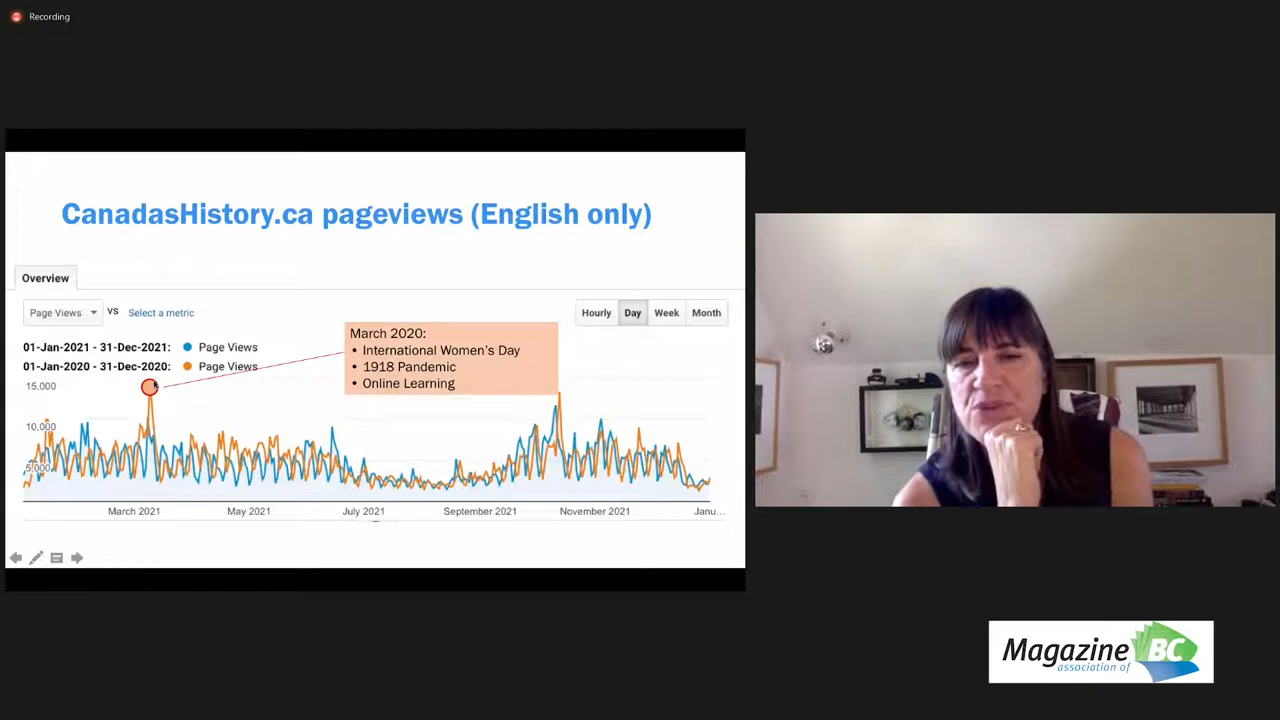 Recording
CanadasHistory.ca pageviews (English only)
Overview
Page Views VS Select a metric
Hourly Day Week Month
01-Jan-2021 - 31-Dec-2021: Page Views
01-Jan-2020 - 31-Dec-2020: Page Views
March 2020:
• International Women's Day
• 1918 Pandemic
• Online Learning
15,000
10,000
5,000
March 2021 May 2021 July 2021 September 2021 November 2021 Janu...
Magazine BC
association of